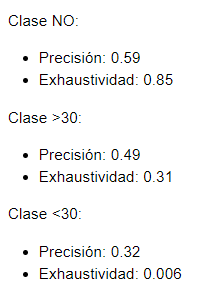 Clase NO:
• Precisión: 0.59
• Exhaustividad: 0.85
Clase >30:
• Precisión: 0.49
• Exhaustividad: 0.31
Clase <30:
• Precisión: 0.32
• Exhaustividad: 0.006